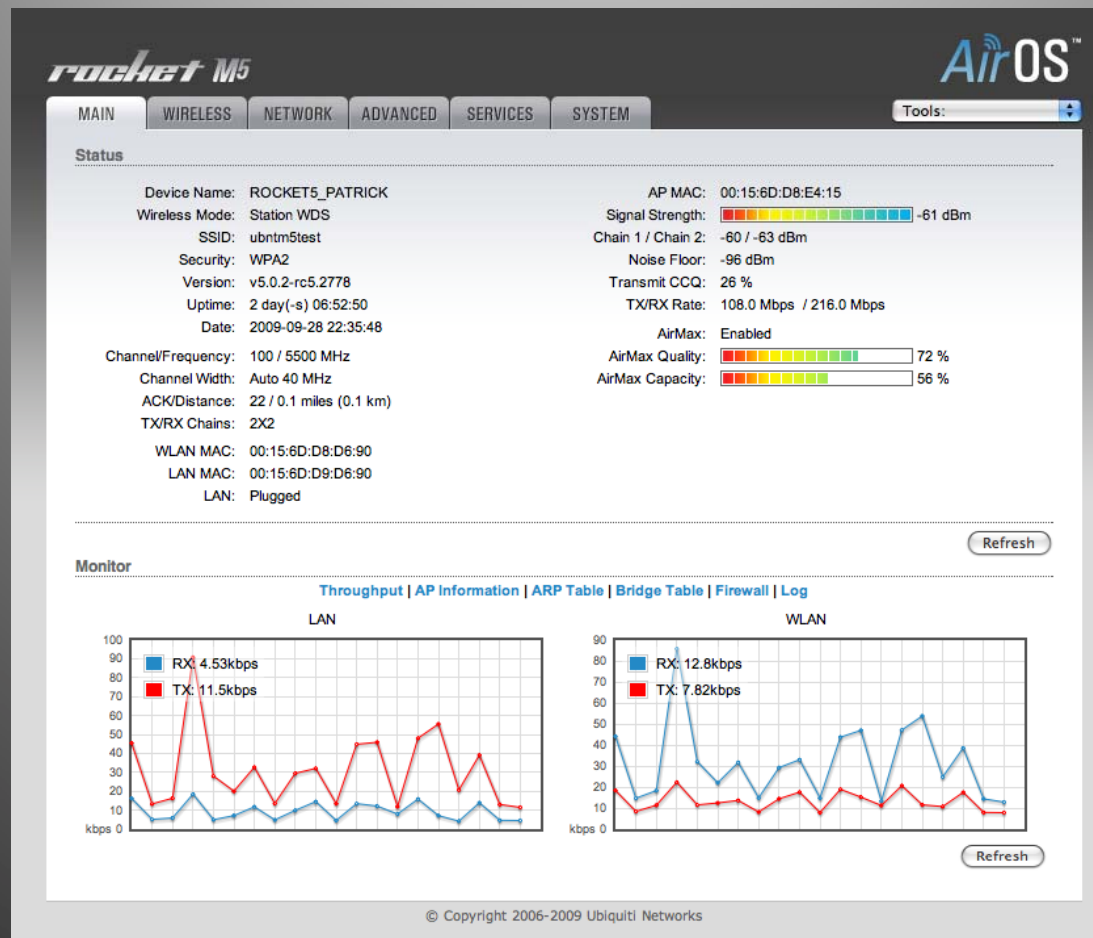 rocket M5
AirOS™
MAIN WIRELESS NETWORK ADVANCED SERVICES SYSTEM
Tools:
Status
Device Name: ROCKET5_PATRICK
Wireless Mode: Station WDS
SSID: ubntm5test
Security: WPA2
Version: v5.0.2-rc5.2778
Uptime: 2 day(-s) 06:52:50
Date: 2009-09-28 22:35:48
Channel/Frequency: 100 / 5500 MHz
Channel Width: Auto 40 MHz
ACK/Distance: 22 / 0.1 miles (0.1 km)
TX/RX Chains: 2X2
WLAN MAC: 00:15:6D:D8:D6:90
LAN MAC: 00:15:6D:D9:D6:90
LAN: Plugged
AP MAC: 00:15:6D:D8:E4:15
Signal Strength: -61 dBm
Chain 1 / Chain 2: -60 / -63 dBm
Noise Floor: -96 dBm
Transmit CCQ: 26 %
TX/RX Rate: 108.0 Mbps / 216.0 Mbps
AirMax: Enabled
AirMax Quality: 72 %
AirMax Capacity: 56 %
Refresh
Monitor
Throughput | AP Information | ARP Table | Bridge Table | Firewall | Log
LAN
100
90
80
70
60
50
40
30
20
10
kbps 0
RX: 4.53kbps
TX: 11.5kbps
WLAN
90
80
70
60
50
40
30
20
10
kbps 0
RX: 12.8kbps
TX: 7.82kbps
Refresh
© Copyright 2006-2009 Ubiquiti Networks